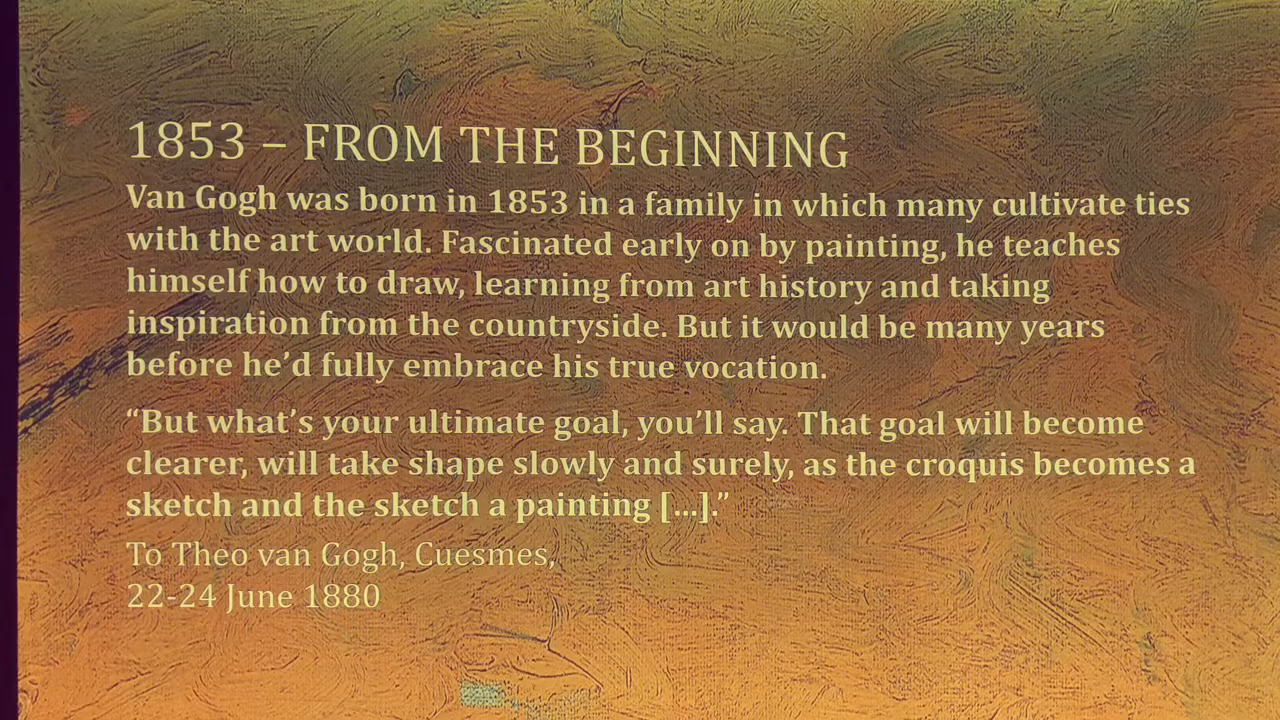 1853 – FROM THE BEGINNING
Van Gogh was born in 1853 in a family in which many cultivate ties
with the art world. Fascinated early on by painting, he teaches
himself how to draw, learning from art history and taking
inspiration from the countryside. But it would be many years
before he’d fully embrace his true vocation.
“But what’s your ultimate goal, you’ll say. That goal will become
clearer, will take shape slowly and surely, as the croquis becomes a
sketch and the sketch a painting [...].”
To Theo van Gogh, Cuesmes,
22-24 June 1880